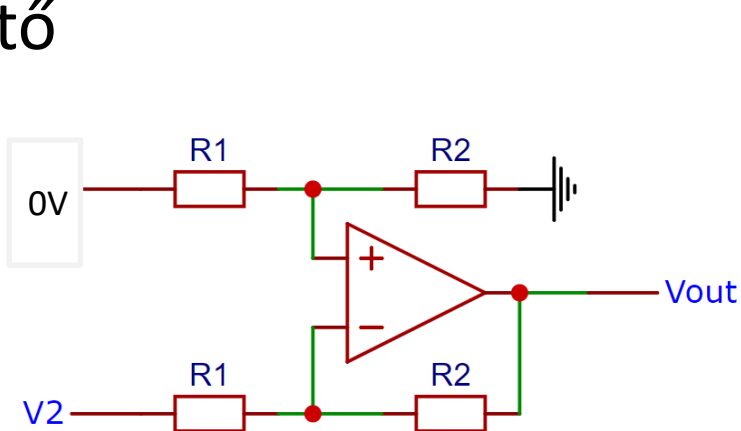 tő
R1 R2
0V
+
Vout
−
R1 R2
V2